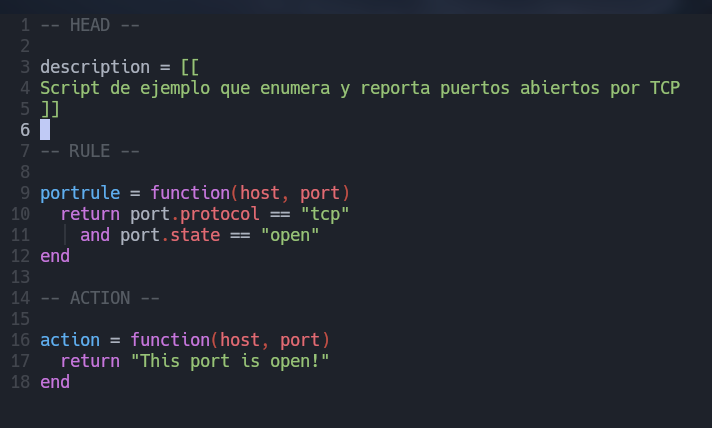 1 -- HEAD --
2
3 description = [[
4 Script de ejemplo que enumera y reporta puertos abiertos por TCP
5 ]]
6
7 -- RULE --
8
9 portrule = function(host, port)
10   return port.protocol == "tcp"
11     and port.state == "open"
12 end
13
14 -- ACTION --
15
16 action = function(host, port)
17   return "This port is open!"
18 end